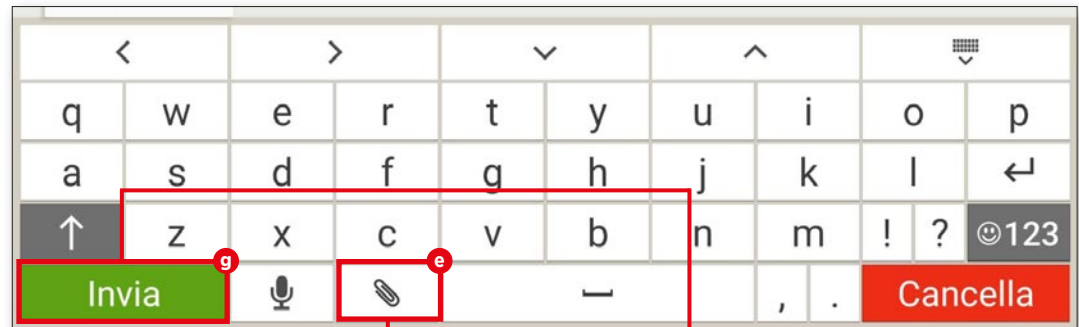 q w e r t y u i o p
a s d f g h j k l
z x c v b n m ! ? ☺123
g e
Invia , . Cancella